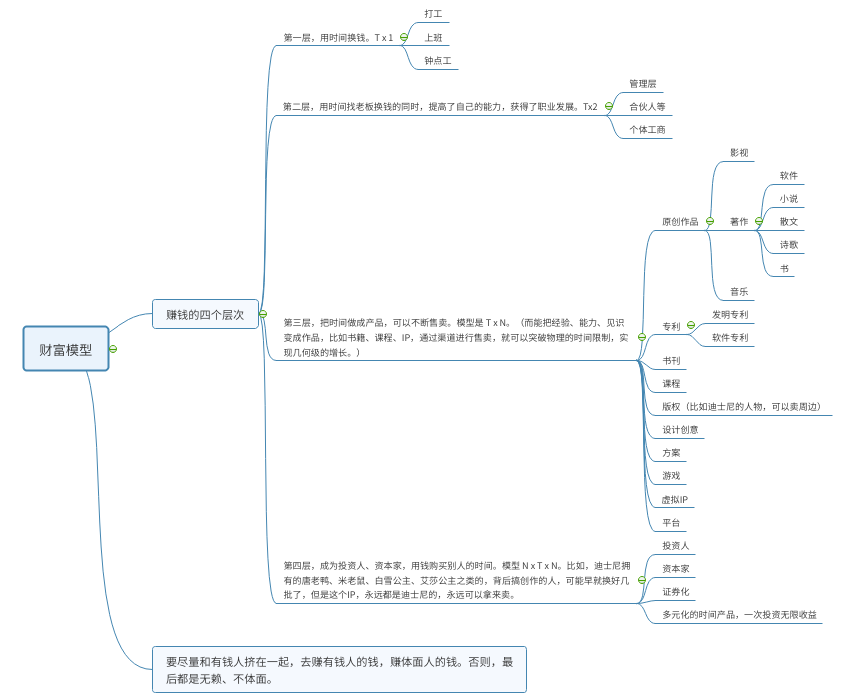 财富模型
赚钱的四个层次
第一层，用时间换钱。T x 1
打工
上班
钟点工
第二层，用时间找老板换钱的同时，提高了自己的能力，获得了职业发展。Tx2
管理层
合伙人等
个体工商
第三层，把时间做成产品，可以不断售卖。模型是 T x N。（而能把经验、能力、见识
变成作品，比如书籍、课程、IP，通过渠道进行售卖，就可以突破物理的时间限制，实
现几何级的增长。）
原创作品
影视
著作
软件
小说
散文
诗歌
书
音乐
专利
发明专利
软件专利
书刊
课程
版权（比如迪士尼的人物，可以卖周边）
设计创意
方案
游戏
虚拟IP
平台
第四层，成为投资人、资本家，用钱购买别人的时间。模型 N x T x N。比如，迪士尼拥
有的唐老鸭、米老鼠、白雪公主、艾莎公主之类的，背后搞创作的人，可能早就换好几
批了，但是这个IP，永远都是迪士尼的，永远可以拿来卖。
投资人
资本家
证券化
多元化的时间产品，一次投资无限收益
要尽量和有钱人挤在一起，去赚有钱人的钱，赚体面人的钱。否则，最
后都是无赖、不体面。